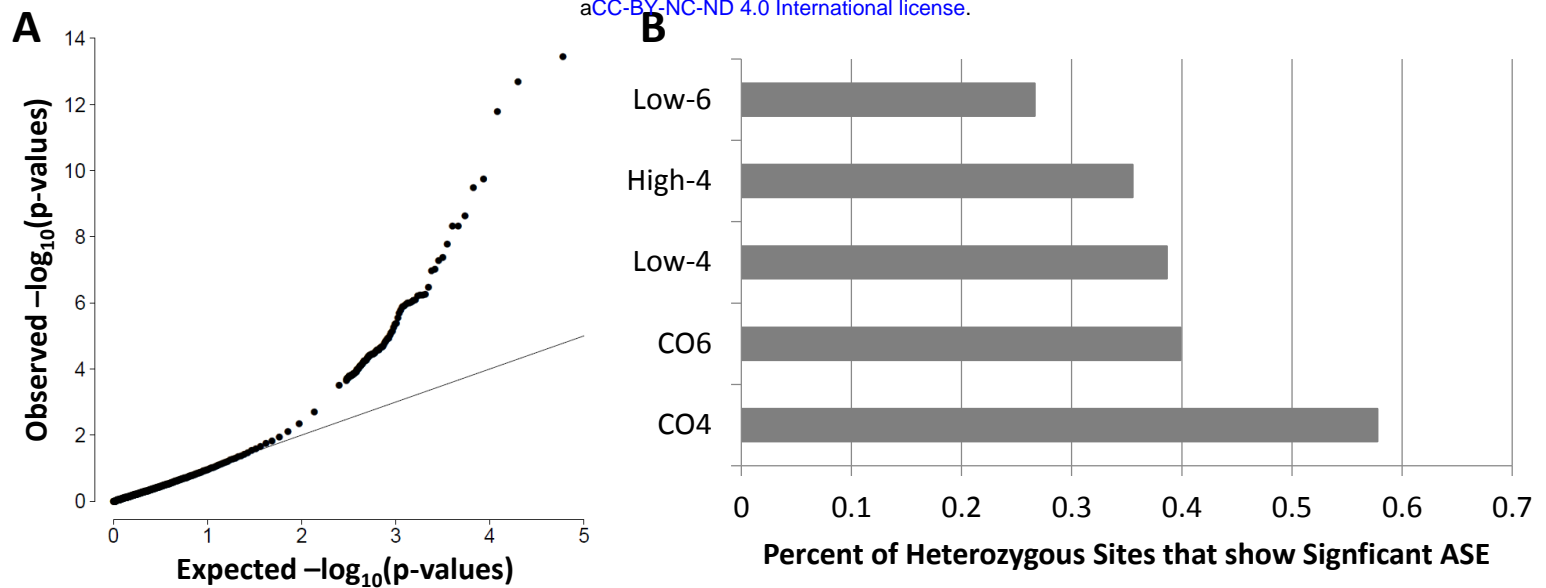 aCC-BY-NC-ND 4.0 International license.
A
14
12
10
8
6
4
2
0
Observed –log10(p-values)
0 1 2 3 4 5
Expected –log10(p-values)
B
Low-6
High-4
Low-4
CO6
CO4
0 0.1 0.2 0.3 0.4 0.5 0.6 0.7
Percent of Heterozygous Sites that show Signficant ASE